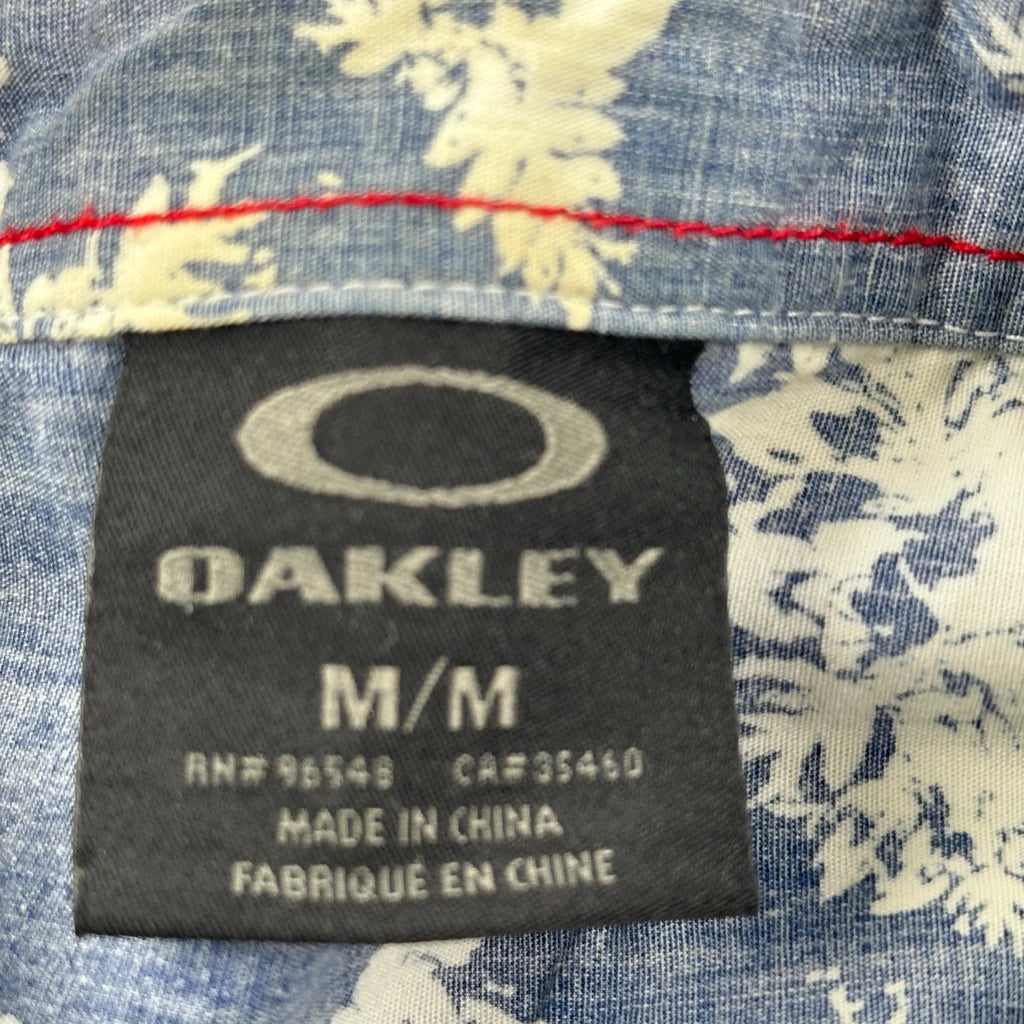 OAKLEY
M/M
RN# 96548 CA# 35460
MADE IN CHINA
FABRIQUÉ EN CHINE